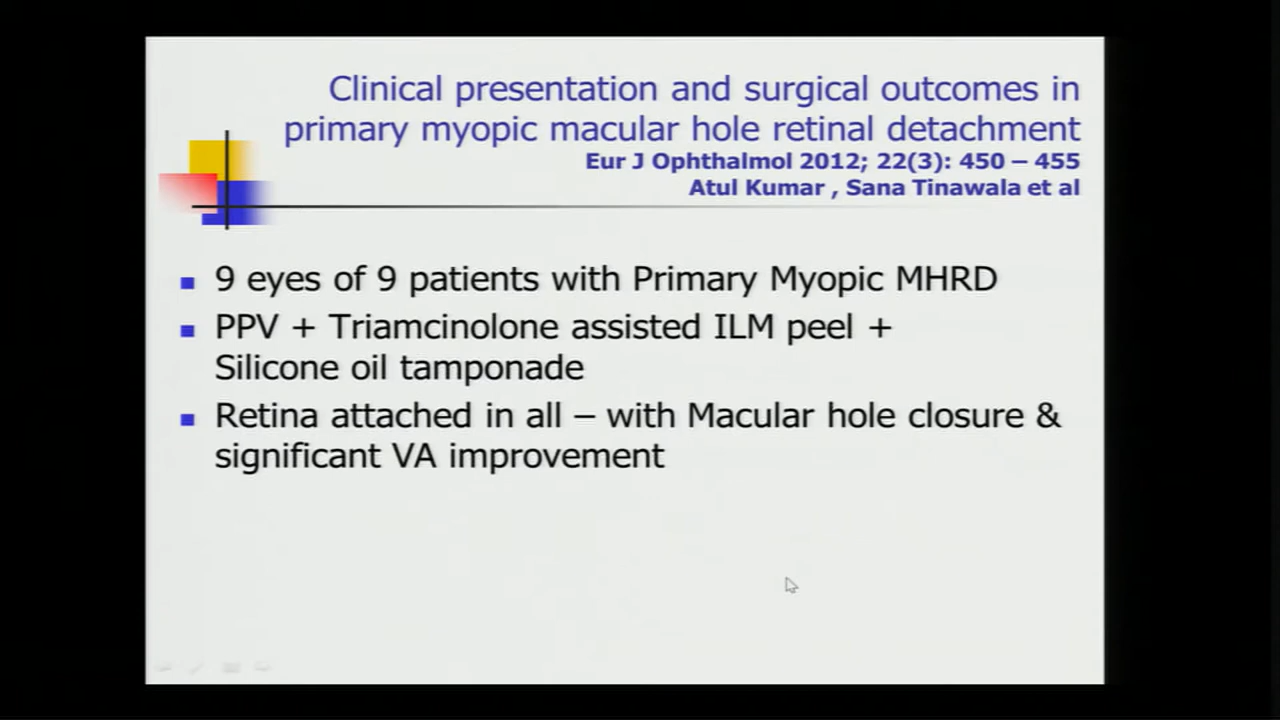 Clinical presentation and surgical outcomes in
primary myopic macular hole retinal detachment
Eur J Ophthalmol 2012; 22(3): 450 – 455
Atul Kumar , Sana Tinawala et al
9 eyes of 9 patients with Primary Myopic MHRD
PPV + Triamcinolone assisted ILM peel +
Silicone oil tamponade
Retina attached in all – with Macular hole closure &
significant VA improvement